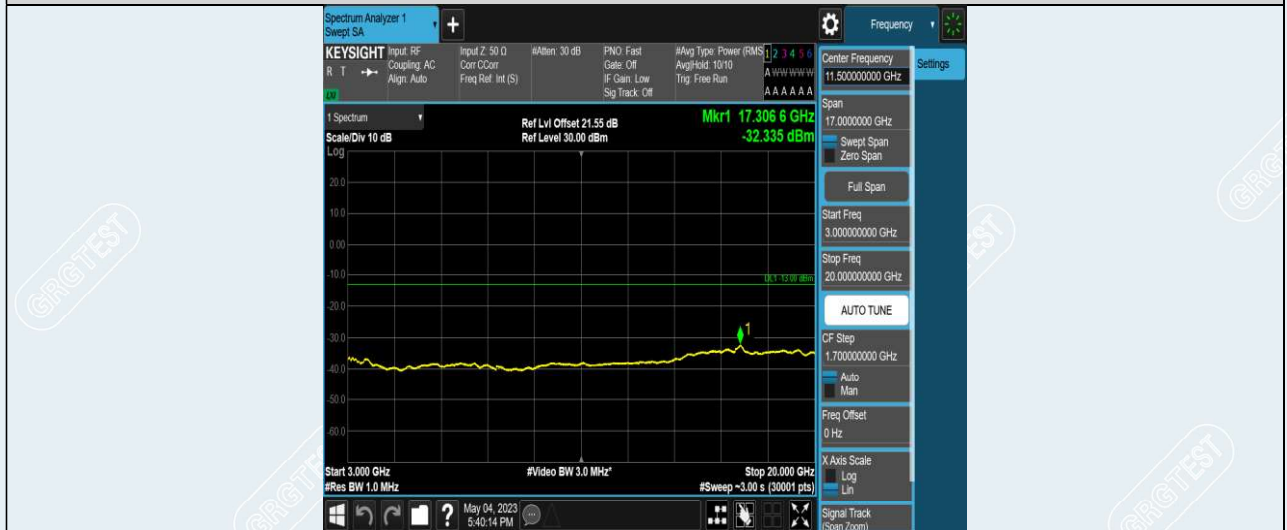 Spectrum Analyzer 1
Swept SA
+
Frequency
KEYSIGHT
R T
LXI
Input: RF
Coupling: AC
Align: Auto
Input Z: 50 Ω
Corr CCorr
Freq Ref: Int (S)
#Atten: 30 dB
PNO: Fast
Gate: Off
IF Gain: Low
Sig Track: Off
#Avg Type: Power (RMS
Avg|Hold: 10/10
Trig: Free Run
1 2 3 4 5 6
A W W W W W
A A A A A A
1 Spectrum
Scale/Div 10 dB
Log
Ref Lvl Offset 21.55 dB
Ref Level 30.00 dBm
Mkr1 17.306 6 GHz
-32.335 dBm
20.0
10.0
0.00
-10.0
DL1 -13.00 dBm
-20.0
1
-30.0
-40.0
-50.0
-60.0
Start 3.000 GHz
#Res BW 1.0 MHz
#Video BW 3.0 MHz*
Stop 20.000 GHz
#Sweep ~3.00 s (30001 pts)
May 04, 2023
5:40:14 PM
Center Frequency
11.500000000 GHz
Settings
Span
17.0000000 GHz
Swept Span
Zero Span
Full Span
Start Freq
3.000000000 GHz
Stop Freq
20.000000000 GHz
AUTO TUNE
CF Step
1.700000000 GHz
Auto
Man
Freq Offset
0 Hz
X Axis Scale
Log
Lin
Signal Track
(Span Zoom)
GRGTEST
GRGTEST
GRGTEST
GRGTEST